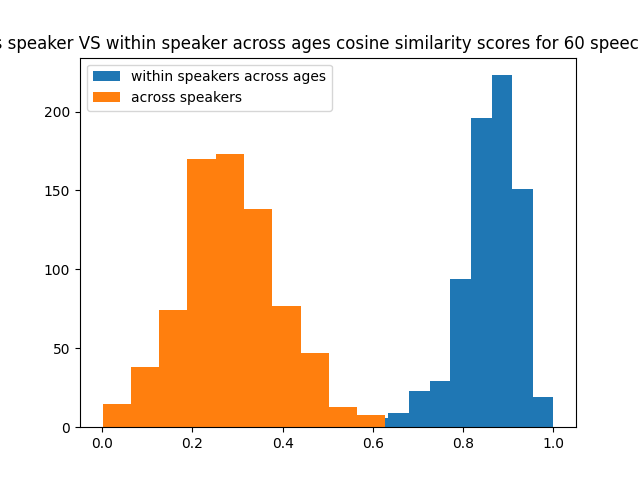 s speaker VS within speaker across ages cosine similarity scores for 60 speec
within speakers across ages
across speakers
200
150
100
50
0
0.0 0.2 0.4 0.6 0.8 1.0